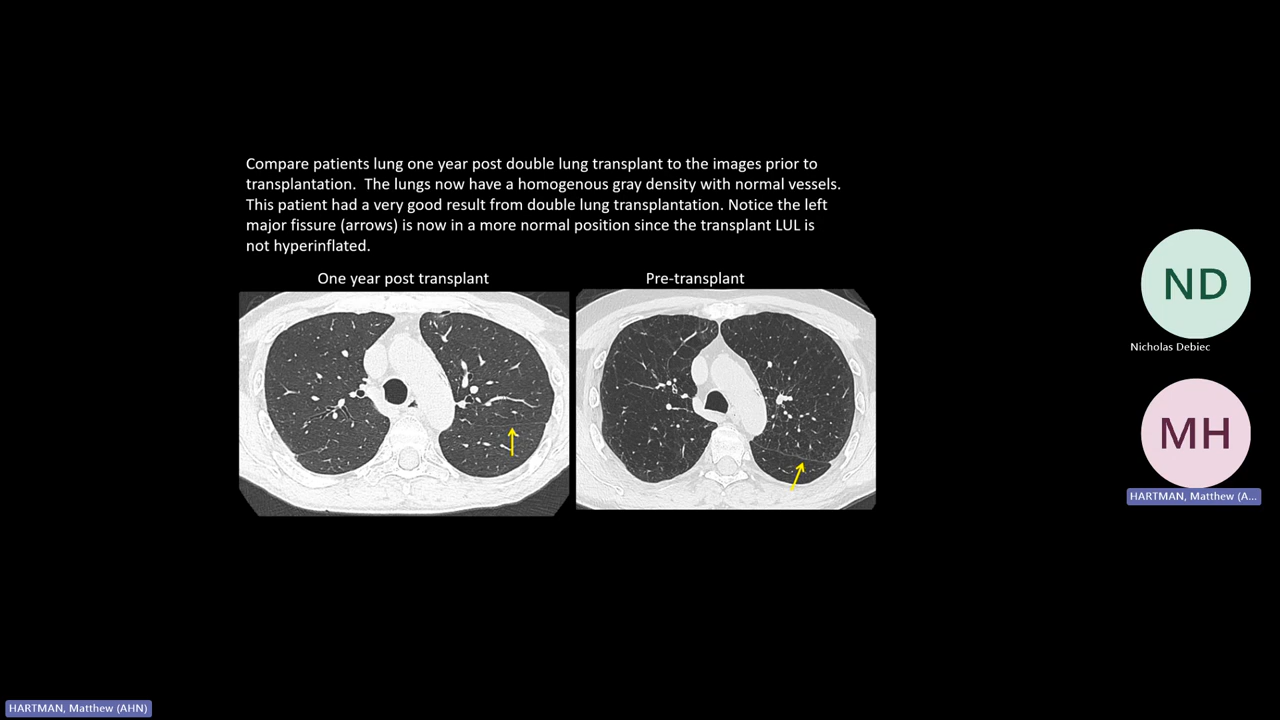 Compare patients lung one year post double lung transplant to the images prior to
transplantation.  The lungs now have a homogenous gray density with normal vessels.
This patient had a very good result from double lung transplantation. Notice the left
major fissure (arrows) is now in a more normal position since the transplant LUL is
not hyperinflated.
One year post transplant
Pre-transplant
ND
Nicholas Debiec
MH
HARTMAN, Matthew (A...
HARTMAN, Matthew (AHN)